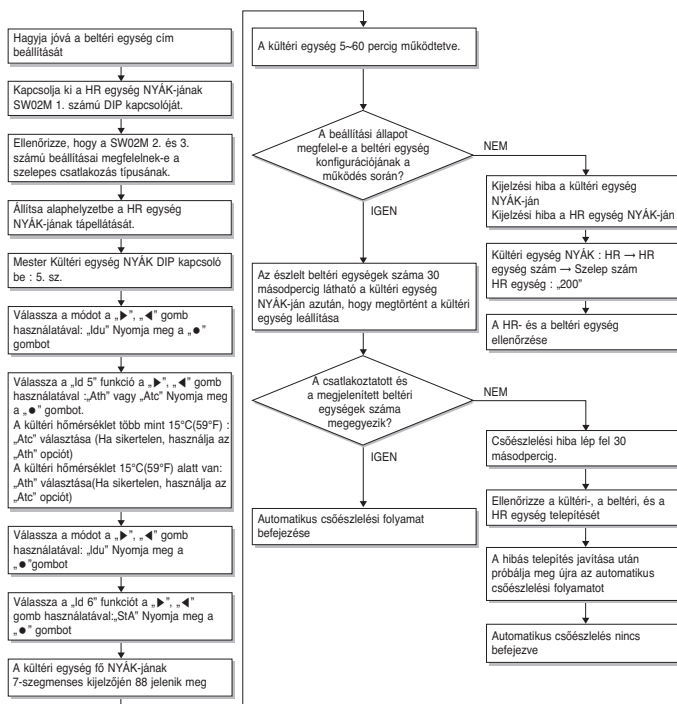 Hagyja jóvá a beltéri egység cím
beállítását
Kapcsolja ki a HR egység NYÁK-jának
SW02M 1. számú DIP kapcsolóját.
Ellenőrizze, hogy a SW02M 2. és 3.
számú beállításai megfelelnek-e a
szelepes csatlakozás típusának.
Állítsa alaphelyzetbe a HR egység
NYÁK-jának tápellátását.
Mester Kültéri egység NYÁK DIP kapcsoló
be : 5. sz.
Válassza a módot a „▶”, „◀” gomb
használatával: „Idu” Nyomja meg a „●”
gombot
Válassza a „Id 5” funkció a „▶”, „◀” gomb
használatával :„Ath” vagy „Atc” Nyomja meg
a „●” gombot.
A kültéri hőmérséklet több mint 15°C(59°F) :
„Atc” választása (Ha sikertelen, használja az
„Ath” opciót)
A kültéri hőmérséklet 15°C(59°F) alatt van:
„Ath” választása(Ha sikertelen, használja az
„Atc” opciót)
Válassza a módot a „▶”, „◀” gomb
használatával: „Idu” Nyomja meg a
„●”gombot
Válassza a „Id 6” funkciót a „▶”, „◀”
gomb használatával:„StA” Nyomja meg a
„●” gombot
A kültéri egység fő NYÁK-jának
7-szegmenses kijelzőjén 88 jelenik meg
A kültéri egység 5~60 percig működtetve.
A beállítási állapot
megfelel-e a beltéri egység
konfigurációjának a
működés során?
NEM
IGEN
Kijelzési hiba a kültéri egység
NYÁK-ján
Kijelzési hiba a HR egység NYÁK-ján
Kültéri egység NYÁK : HR → HR
egység szám → Szelep szám
HR egység : „200”
A HR- és a beltéri egység
ellenőrzése
Az észlelt beltéri egységek száma 30
másodpercig látható a kültéri egység
NYÁK-ján azután, hogy megtörtént a kültéri
egység leállítása
A csatlakoztatott és
a megjelenített beltéri
egységek száma
megegyezik?
NEM
IGEN
Automatikus csőészlelési folyamat
befejezése
Csőészlelési hiba lép fel 30
másodpercig.
Ellenőrizze a kültéri-, a beltéri, és a
HR egység telepítését
A hibás telepítés javítása után
próbálja meg újra az automatikus
csőészlelési folyamatot
Automatikus csőészlelés nincs
befejezve